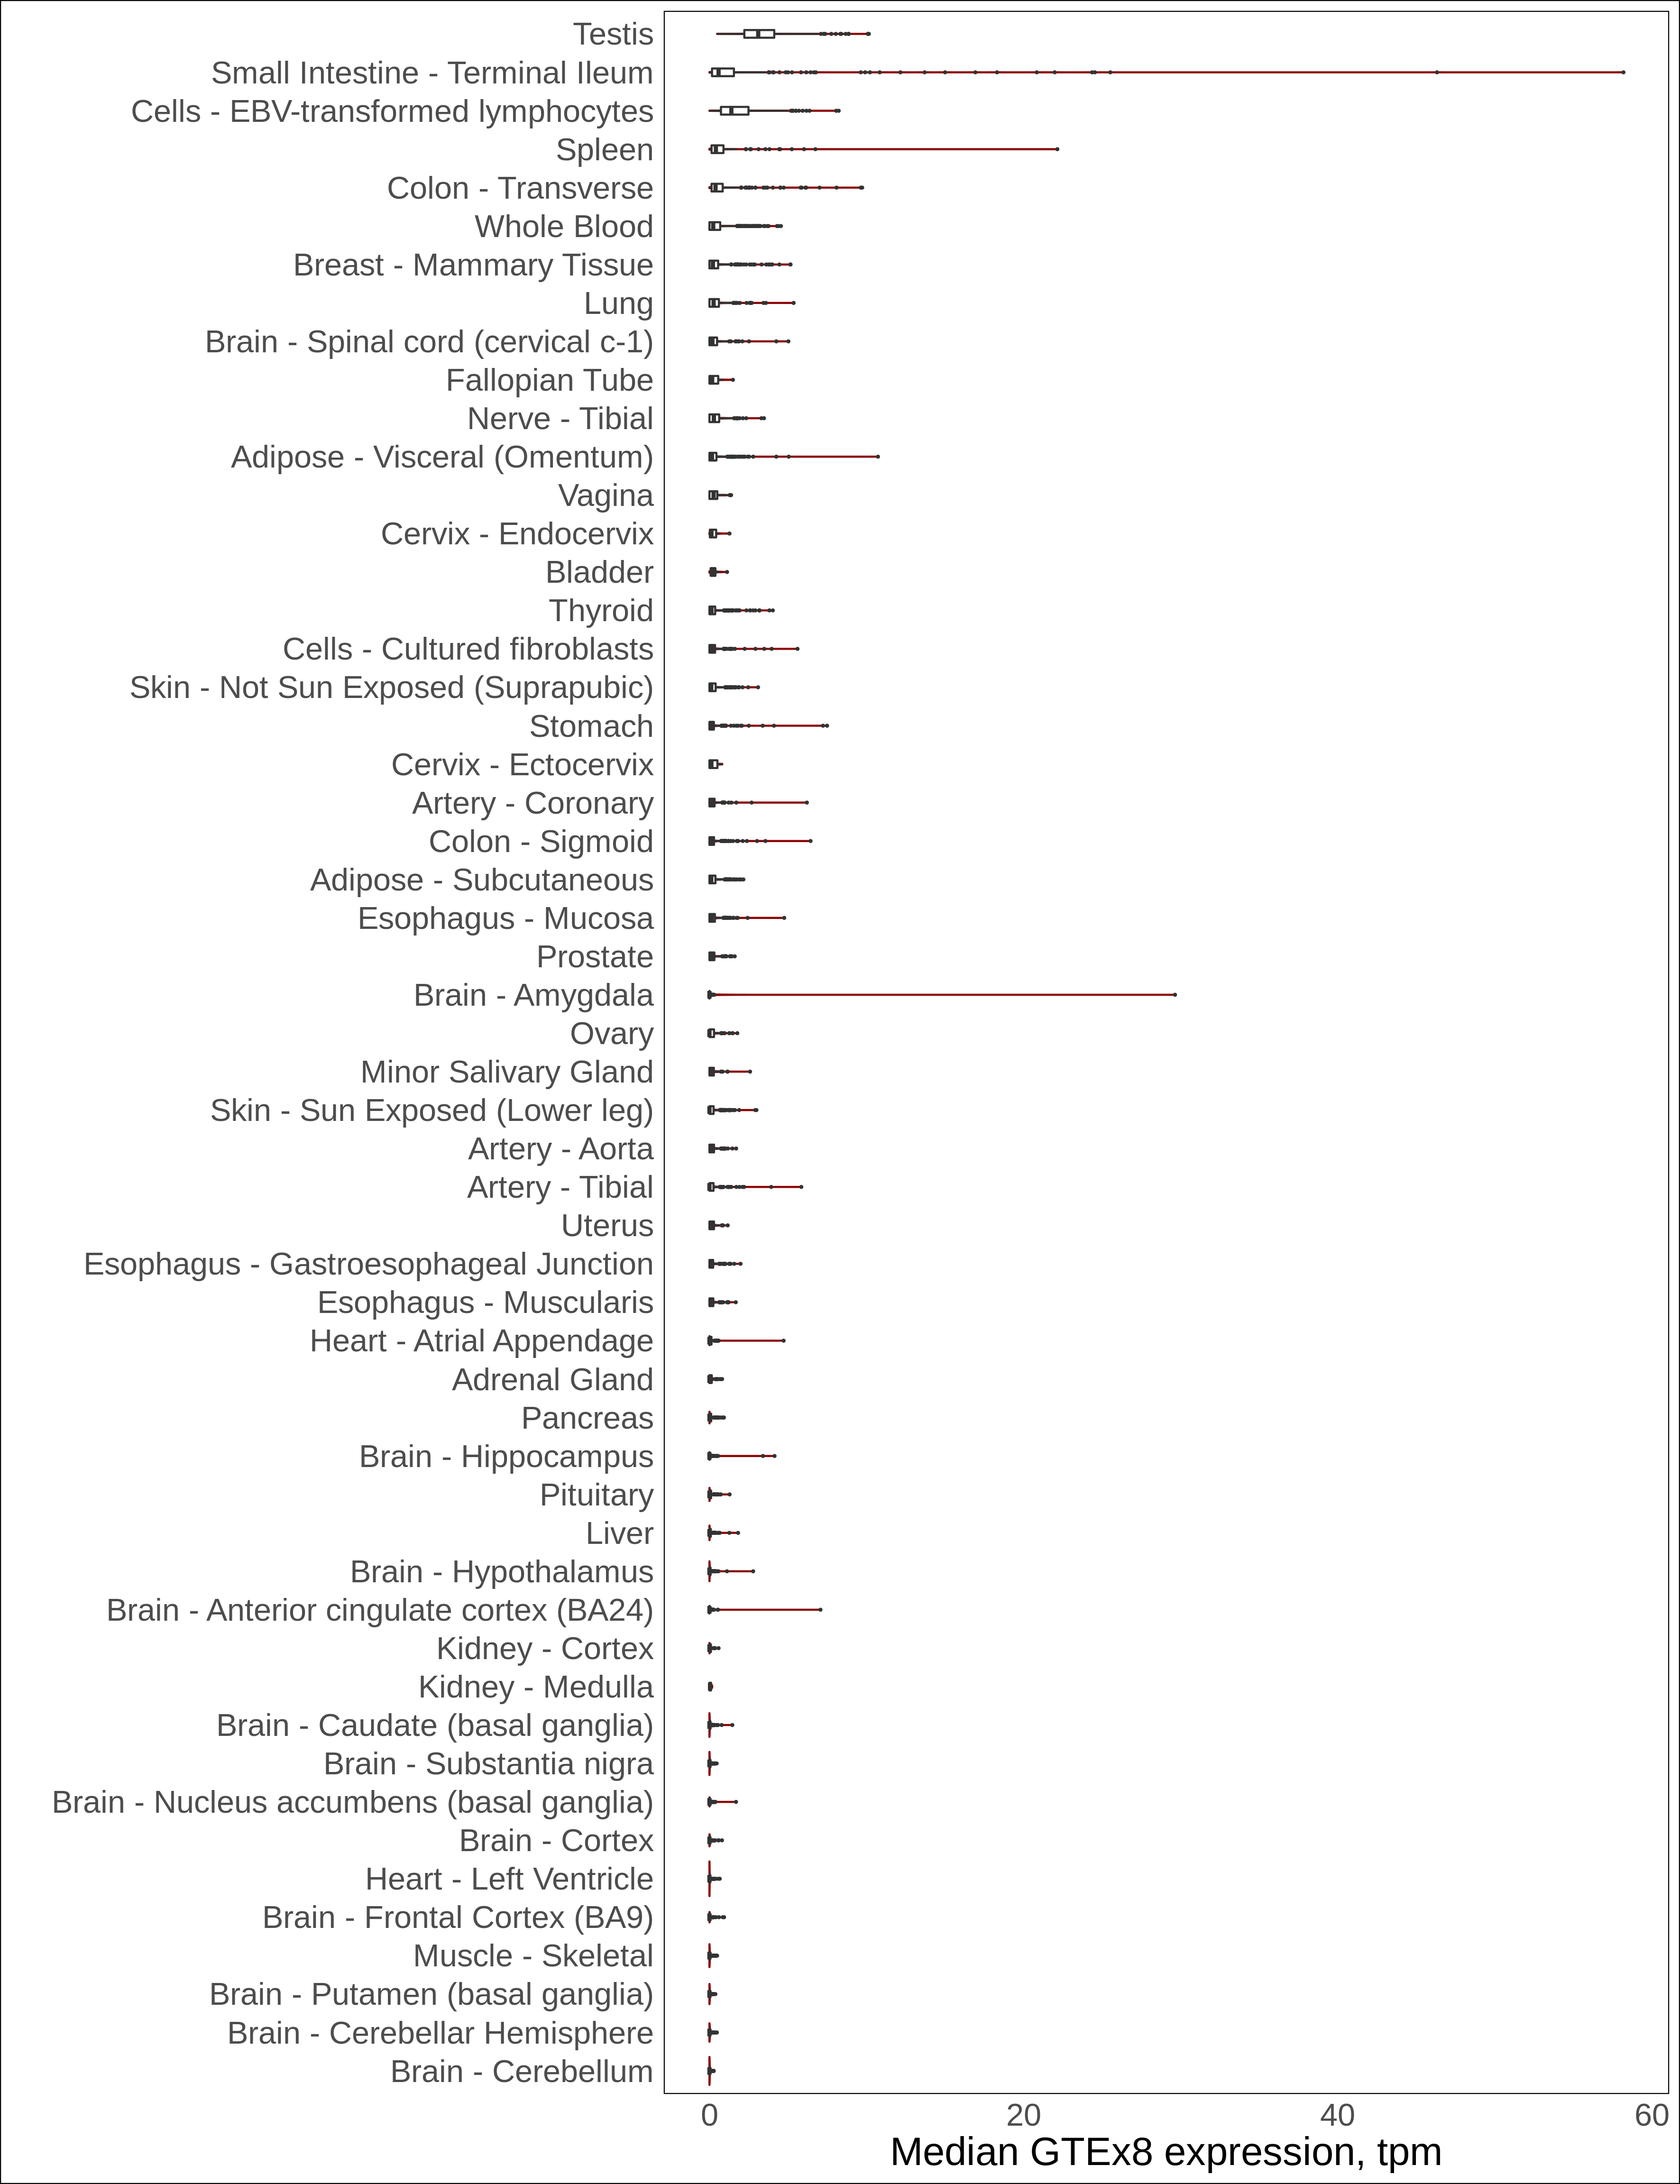 Testis
Small Intestine - Terminal Ileum
Cells - EBV-transformed lymphocytes
Spleen
Colon - Transverse
Whole Blood
Breast - Mammary Tissue
Lung
Brain - Spinal cord (cervical c-1)
Fallopian Tube
Nerve - Tibial
Adipose - Visceral (Omentum)
Vagina
Cervix - Endocervix
Bladder
Thyroid
Cells - Cultured fibroblasts
Skin - Not Sun Exposed (Suprapubic)
Stomach
Cervix - Ectocervix
Artery - Coronary
Colon - Sigmoid
Adipose - Subcutaneous
Esophagus - Mucosa
Prostate
Brain - Amygdala
Ovary
Minor Salivary Gland
Skin - Sun Exposed (Lower leg)
Artery - Aorta
Artery - Tibial
Uterus
Esophagus - Gastroesophageal Junction
Esophagus - Muscularis
Heart - Atrial Appendage
Adrenal Gland
Pancreas
Brain - Hippocampus
Pituitary
Liver
Brain - Hypothalamus
Brain - Anterior cingulate cortex (BA24)
Kidney - Cortex
Kidney - Medulla
Brain - Caudate (basal ganglia)
Brain - Substantia nigra
Brain - Nucleus accumbens (basal ganglia)
Brain - Cortex
Heart - Left Ventricle
Brain - Frontal Cortex (BA9)
Muscle - Skeletal
Brain - Putamen (basal ganglia)
Brain - Cerebellar Hemisphere
Brain - Cerebellum
0 20 40 60
Median GTEx8 expression, tpm